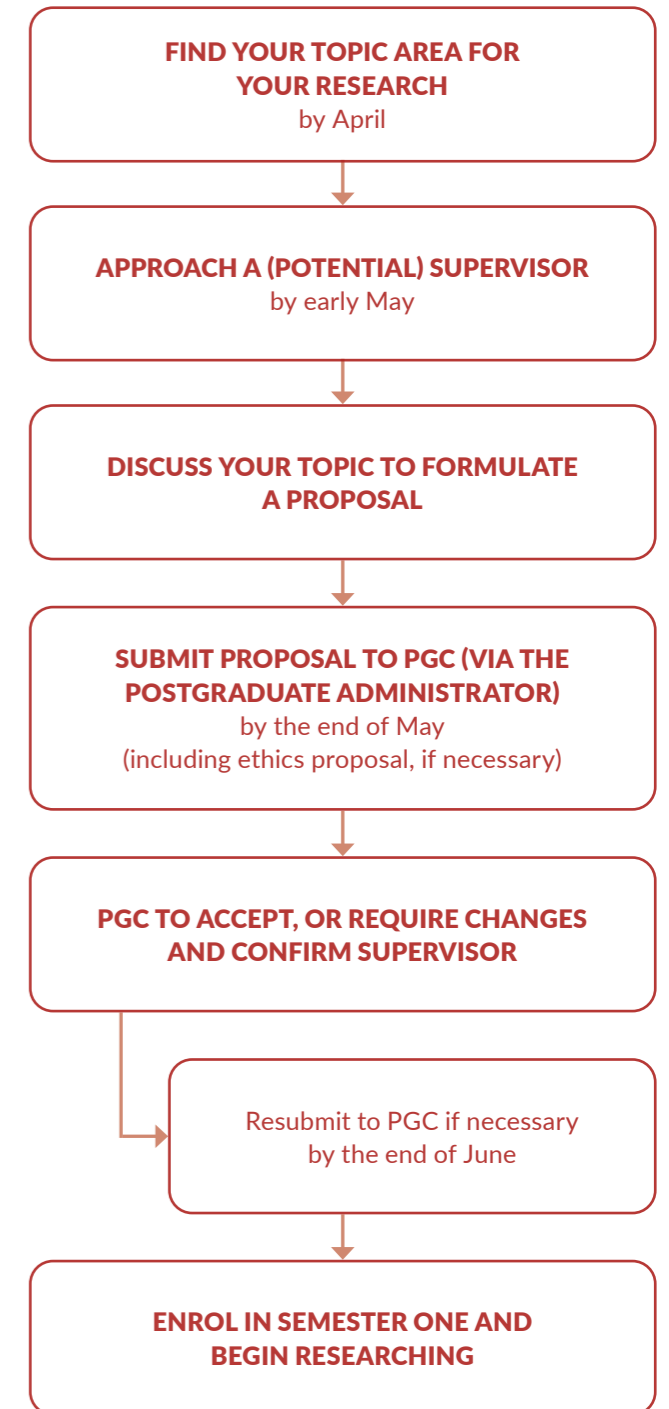 FIND YOUR TOPIC AREA FOR
YOUR RESEARCH
by April
APPROACH A (POTENTIAL) SUPERVISOR
by early May
DISCUSS YOUR TOPIC TO FORMULATE
A PROPOSAL
SUBMIT PROPOSAL TO PGC (VIA THE
POSTGRADUATE ADMINISTRATOR)
by the end of May
(including ethics proposal, if necessary)
PGC TO ACCEPT, OR REQUIRE CHANGES
AND CONFIRM SUPERVISOR
Resubmit to PGC if necessary
by the end of June
ENROL IN SEMESTER ONE AND
BEGIN RESEARCHING